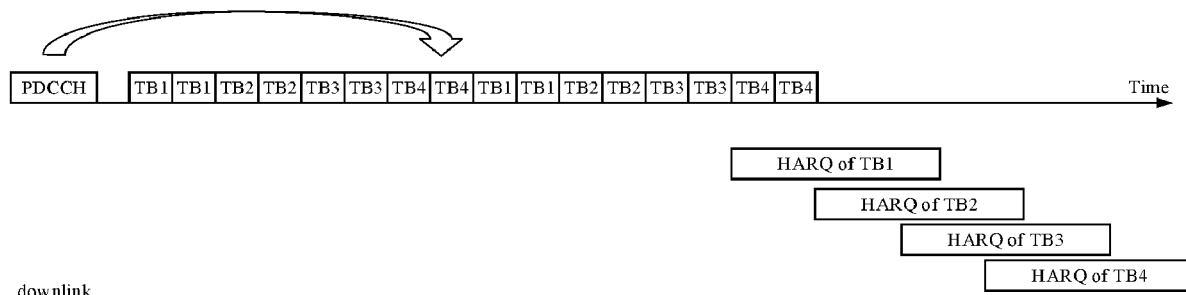 PDCCH TB1 TB1 TB2 TB2 TB3 TB3 TB4 TB4 TB1 TB1 TB2 TB2 TB3 TB3 TB4 TB4 Time
HARQ of TB1
HARQ of TB2
HARQ of TB3
HARQ of TB4
downlink